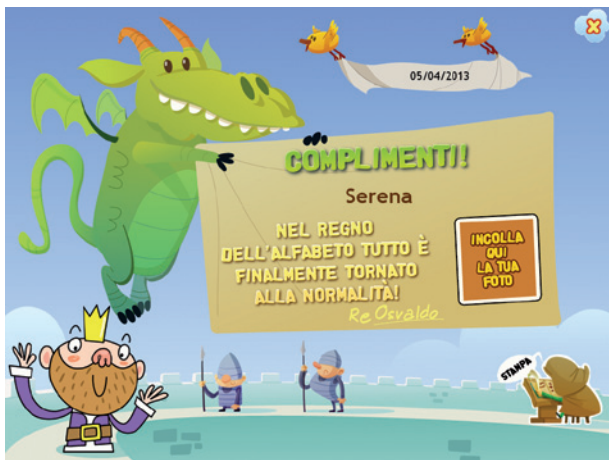 05/04/2013
COMPLIMENTI!
Serena
NEL REGNO
DELL'ALFABETO TUTTO È
FINALMENTE TORNATO
ALLA NORMALITÀ!
Re Osvaldo
INCOLLA
QUI
LA TUA
FOTO
STAMPA